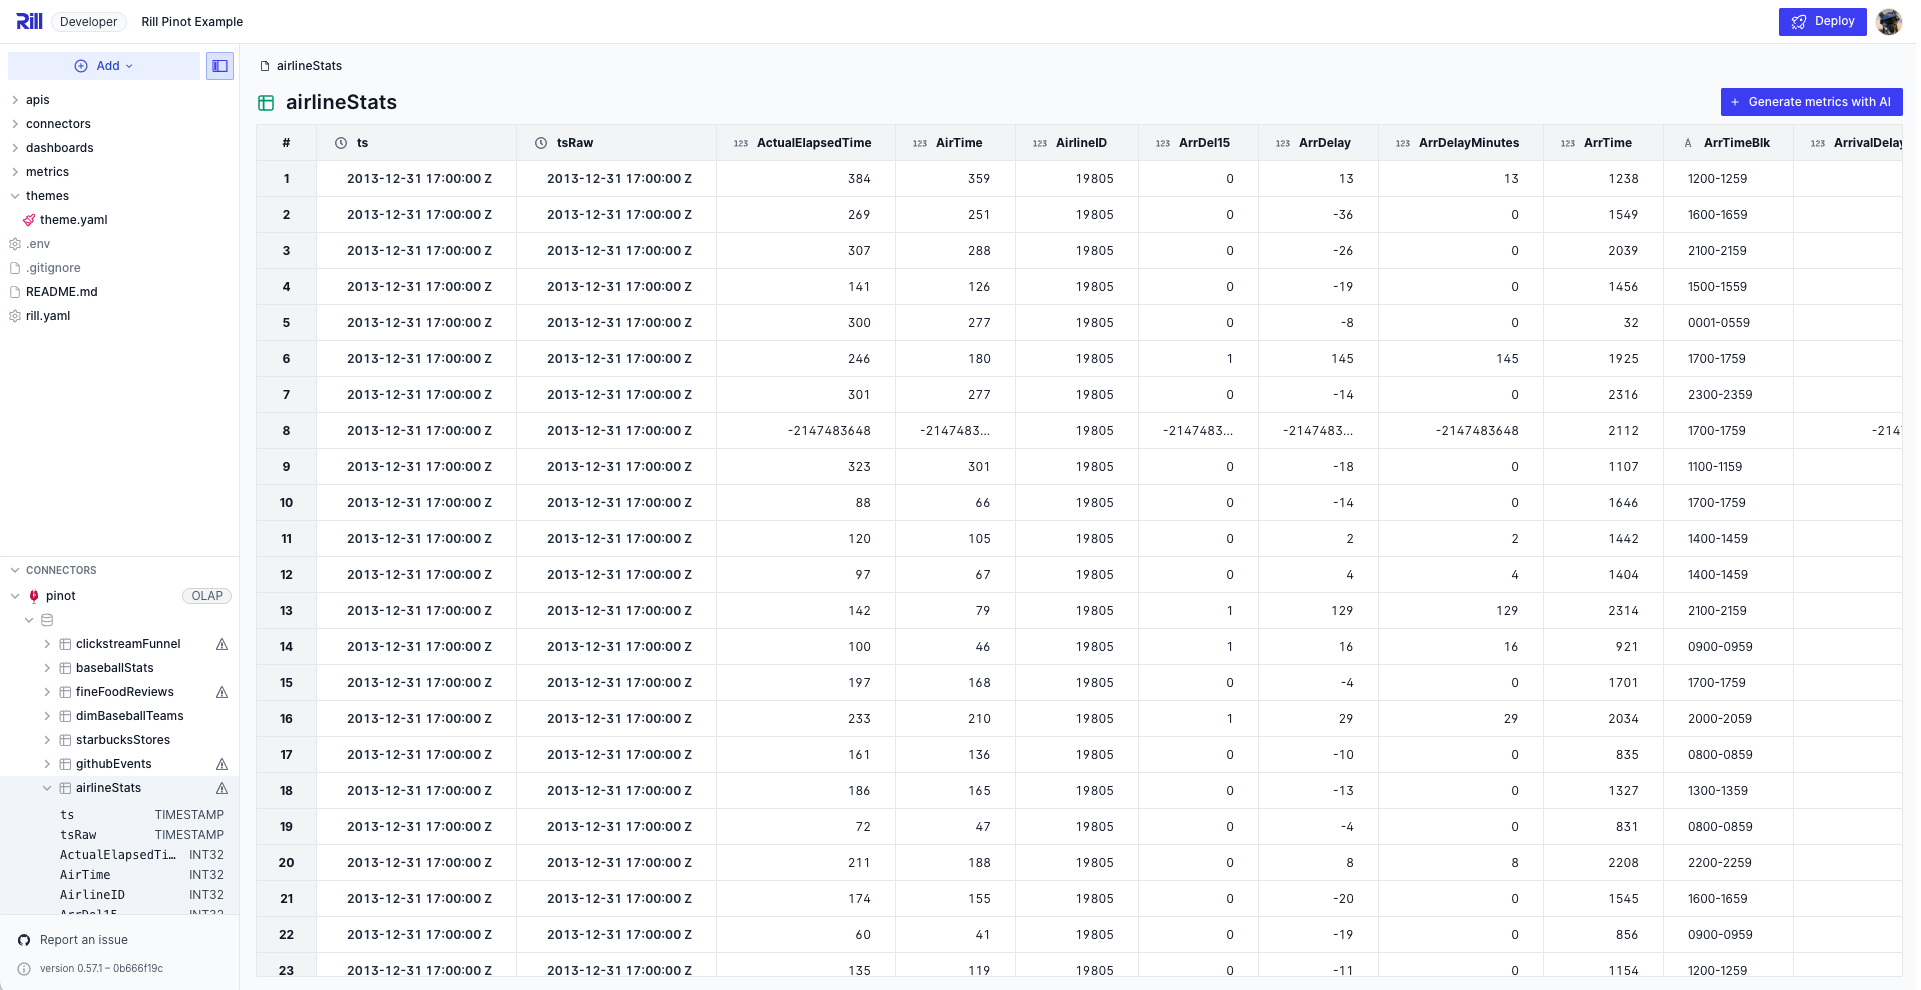 Rill Developer Rill Pinot Example Deploy
Add
apis
connectors
dashboards
metrics
themes
theme.yaml
.env
.gitignore
README.md
rill.yaml
CONNECTORS
pinot OLAP
clickstreamFunnel
baseballStats
fineFoodReviews
dimBaseballTeams
starbucksStores
githubEvents
airlineStats
ts TIMESTAMP
tsRaw TIMESTAMP
ActualElapsedTi... INT32
AirTime INT32
AirlineID INT32
ArrDel15 INT32
Report an issue
version 0.57.1 – 0b666f19c
airlineStats
airlineStats
+ Generate metrics with AI
# ts tsRaw 123 ActualElapsedTime 123 AirTime 123 AirlineID 123 ArrDel15 123 ArrDelay 123 ArrDelayMinutes 123 ArrTime A ArrTimeBlk 123 ArrivalDelay
1 2013-12-31 17:00:00 Z 2013-12-31 17:00:00 Z 384 359 19805 0 13 13 1238 1200-1259
2 2013-12-31 17:00:00 Z 2013-12-31 17:00:00 Z 269 251 19805 0 -36 0 1549 1600-1659
3 2013-12-31 17:00:00 Z 2013-12-31 17:00:00 Z 307 288 19805 0 -26 0 2039 2100-2159
4 2013-12-31 17:00:00 Z 2013-12-31 17:00:00 Z 141 126 19805 0 -19 0 1456 1500-1559
5 2013-12-31 17:00:00 Z 2013-12-31 17:00:00 Z 300 277 19805 0 -8 0 32 0001-0559
6 2013-12-31 17:00:00 Z 2013-12-31 17:00:00 Z 246 180 19805 1 145 145 1925 1700-1759
7 2013-12-31 17:00:00 Z 2013-12-31 17:00:00 Z 301 277 19805 0 -14 0 2316 2300-2359
8 2013-12-31 17:00:00 Z 2013-12-31 17:00:00 Z -2147483648 -2147483... 19805 -2147483... -2147483... -2147483648 2112 1700-1759 -214
9 2013-12-31 17:00:00 Z 2013-12-31 17:00:00 Z 323 301 19805 0 -18 0 1107 1100-1159
10 2013-12-31 17:00:00 Z 2013-12-31 17:00:00 Z 88 66 19805 0 -14 0 1646 1700-1759
11 2013-12-31 17:00:00 Z 2013-12-31 17:00:00 Z 120 105 19805 0 2 2 1442 1400-1459
12 2013-12-31 17:00:00 Z 2013-12-31 17:00:00 Z 97 67 19805 0 4 4 1404 1400-1459
13 2013-12-31 17:00:00 Z 2013-12-31 17:00:00 Z 142 79 19805 1 129 129 2314 2100-2159
14 2013-12-31 17:00:00 Z 2013-12-31 17:00:00 Z 100 46 19805 1 16 16 921 0900-0959
15 2013-12-31 17:00:00 Z 2013-12-31 17:00:00 Z 197 168 19805 0 -4 0 1701 1700-1759
16 2013-12-31 17:00:00 Z 2013-12-31 17:00:00 Z 233 210 19805 1 29 29 2034 2000-2059
17 2013-12-31 17:00:00 Z 2013-12-31 17:00:00 Z 161 136 19805 0 -10 0 835 0800-0859
18 2013-12-31 17:00:00 Z 2013-12-31 17:00:00 Z 186 165 19805 0 -13 0 1327 1300-1359
19 2013-12-31 17:00:00 Z 2013-12-31 17:00:00 Z 72 47 19805 0 -4 0 831 0800-0859
20 2013-12-31 17:00:00 Z 2013-12-31 17:00:00 Z 211 188 19805 0 8 8 2208 2200-2259
21 2013-12-31 17:00:00 Z 2013-12-31 17:00:00 Z 174 155 19805 0 -20 0 1545 1600-1659
22 2013-12-31 17:00:00 Z 2013-12-31 17:00:00 Z 60 41 19805 0 -19 0 856 0900-0959
23 2013-12-31 17:00:00 Z 2013-12-31 17:00:00 Z 135 119 19805 0 -11 0 1154 1200-1259